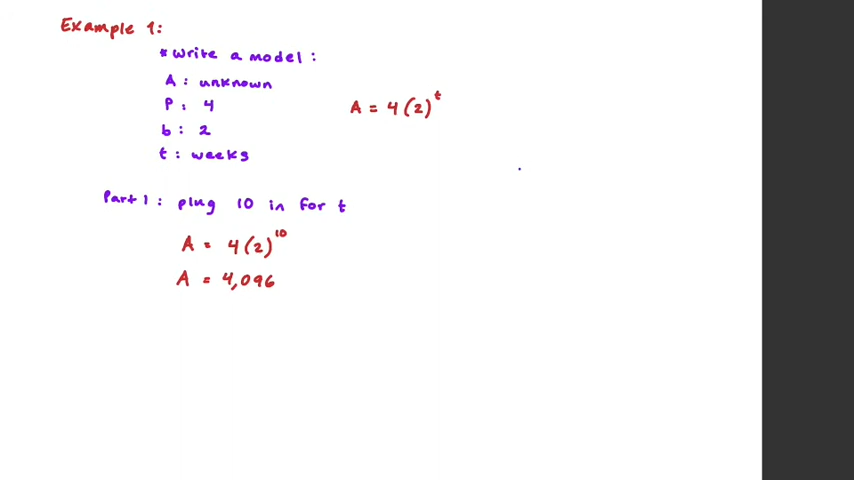 Example 1:
*Write a model:
A: unknown
P: 4
b: 2
t: weeks
A = 4(2)^t
Part 1: plug 10 in for t
A = 4(2)^10
A = 4,096